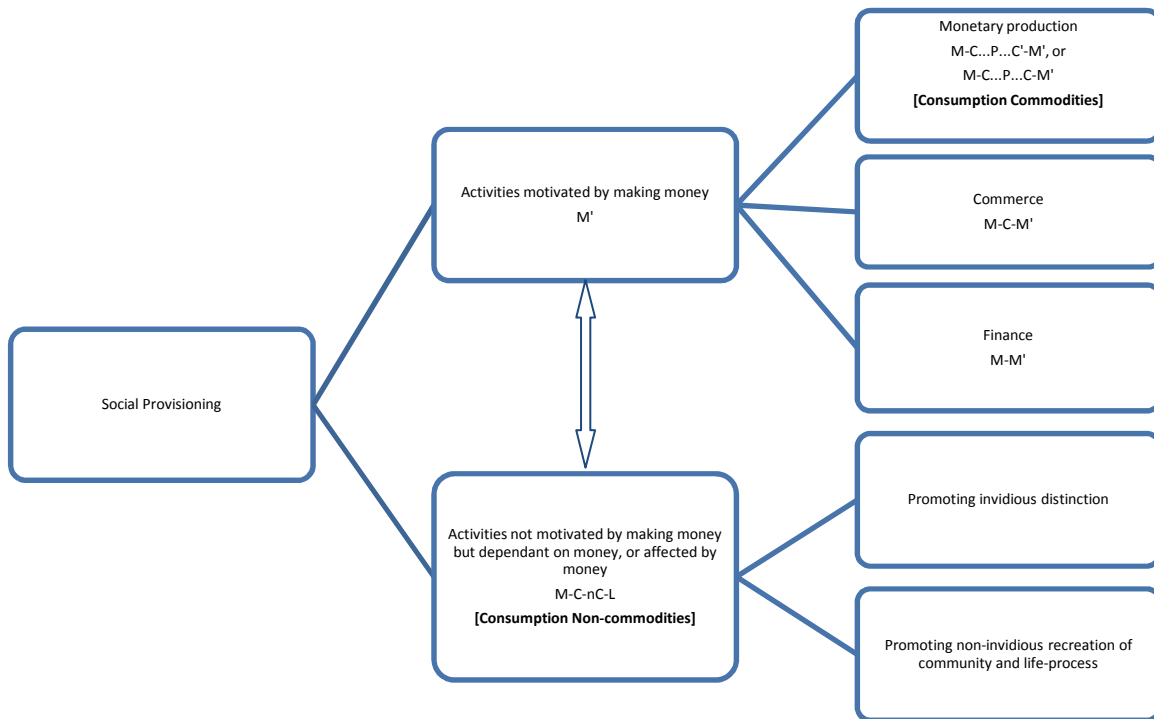 Social Provisioning
Activities motivated by making money
M'
Activities not motivated by making money
but dependant on money, or affected by
money
M-C-nC-L
[Consumption Non-commodities]
Monetary production
M-C...P...C'-M', or
M-C...P...C-M'
[Consumption Commodities]
Commerce
M-C-M'
Finance
M-M'
Promoting invidious distinction
Promoting non-invidious recreation of
community and life-process